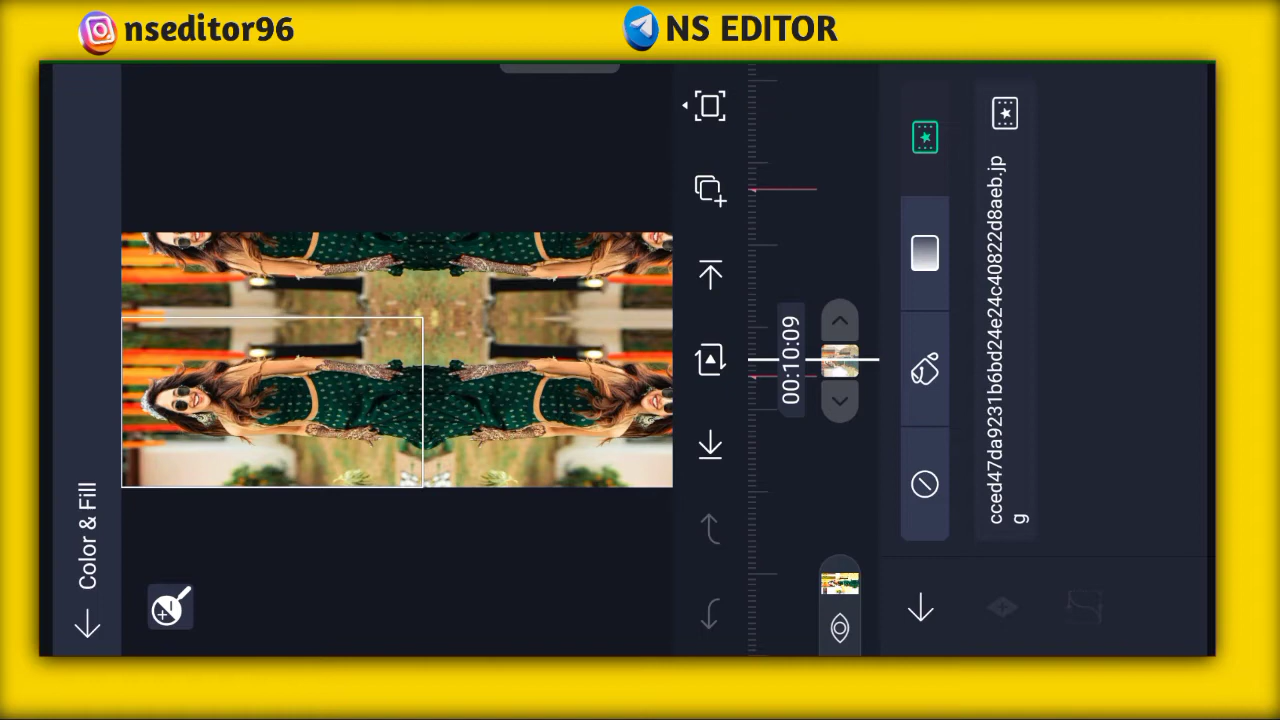 nseditor96
NS EDITOR
Color & Fill
00:10:09
cced47da9231b6bd24e24c40822d8aeb.jp
g